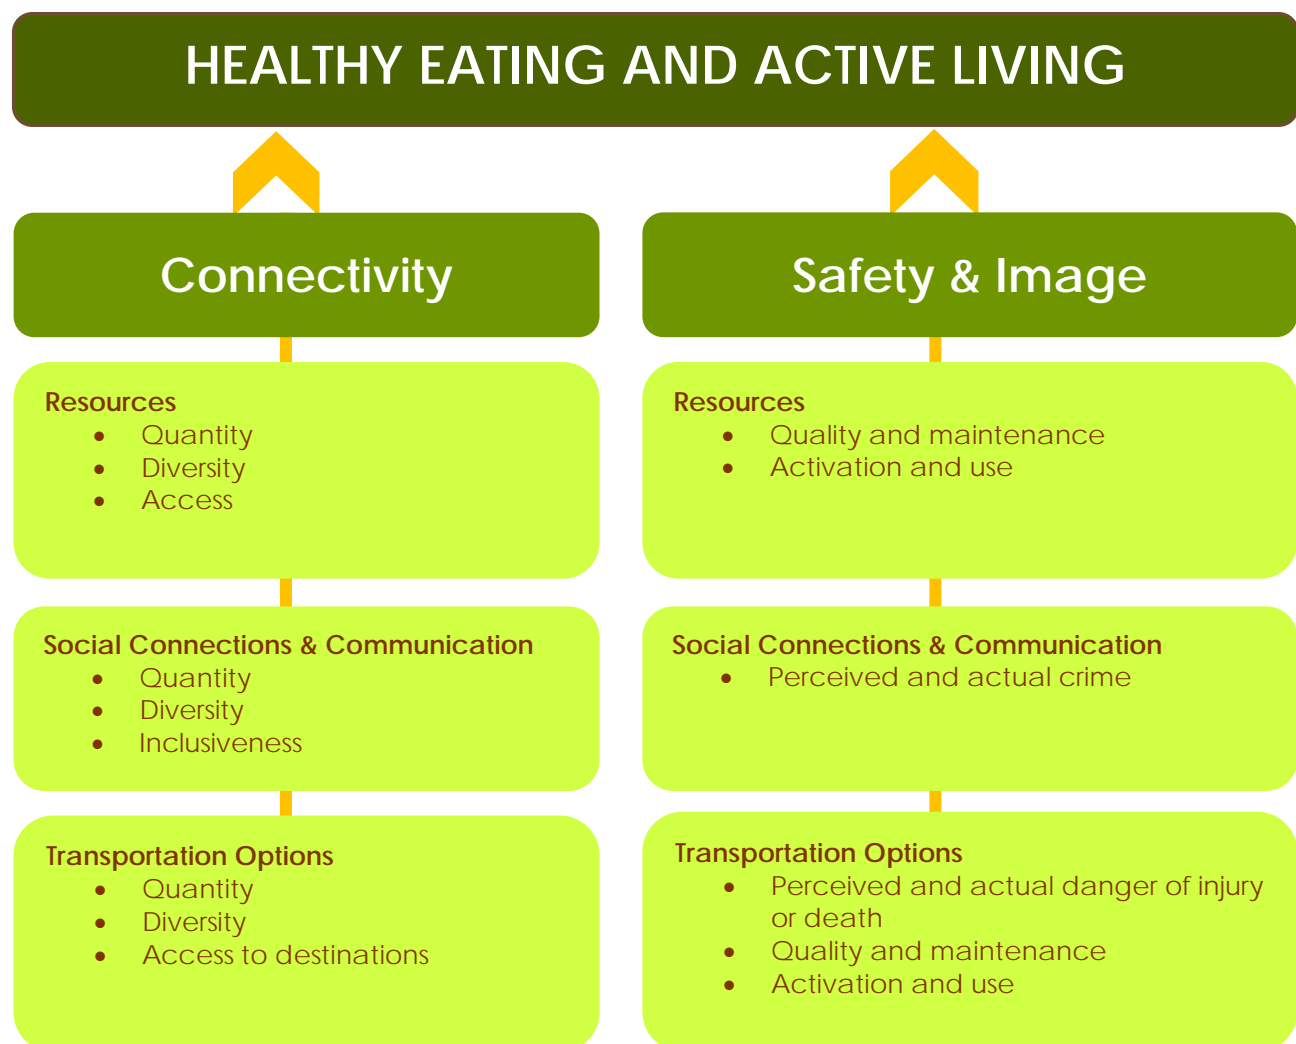 HEALTHY EATING AND ACTIVE LIVING
Connectivity
Resources
• Quantity
• Diversity
• Access
Social Connections & Communication
• Quantity
• Diversity
• Inclusiveness
Transportation Options
• Quantity
• Diversity
• Access to destinations
Safety & Image
Resources
• Quality and maintenance
• Activation and use
Social Connections & Communication
• Perceived and actual crime
Transportation Options
• Perceived and actual danger of injury
or death
• Quality and maintenance
• Activation and use